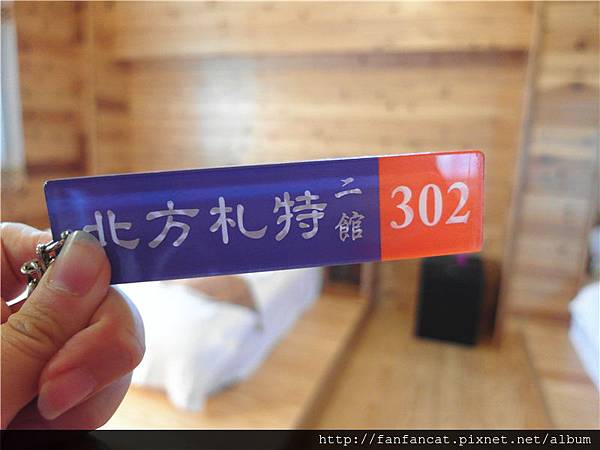 北方札特二館 302
http://fanfancat.pixnet.net/album